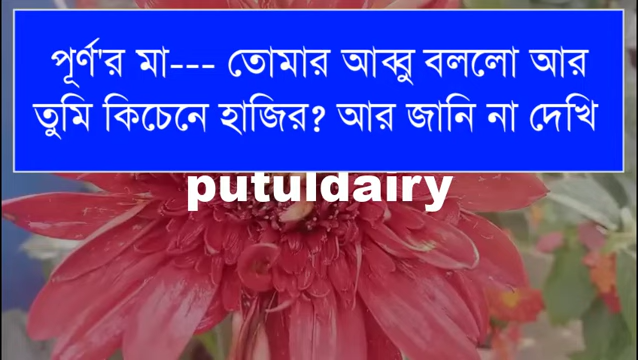 পূর্ণ'র মা--- তোমার আব্বু বললো আর
তুমি কিচেনে হাজির? আর জানি না দেখি
putuldairy